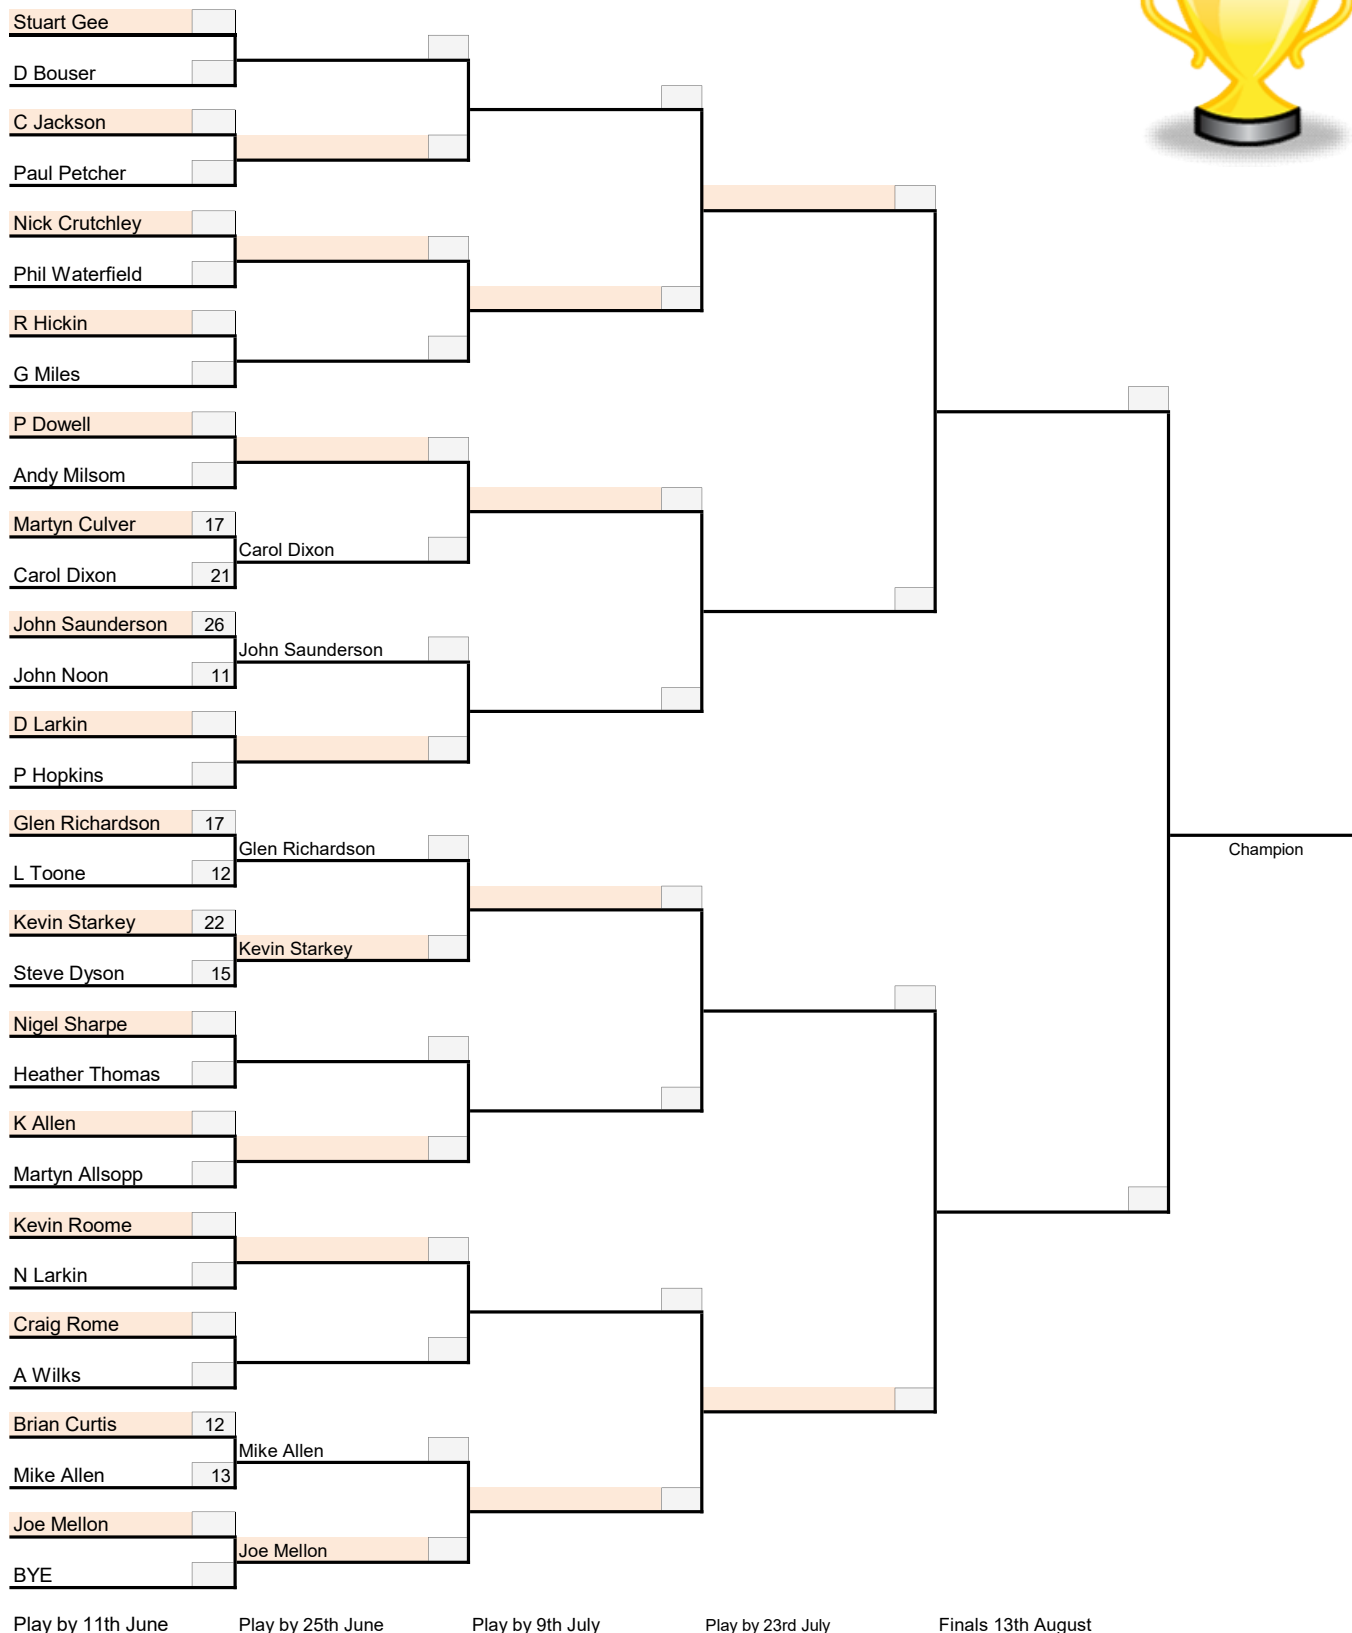 Stuart Gee
D Bouser
C Jackson
Paul Petcher
Nick Crutchley
Phil Waterfield
R Hickin
G Miles
P Dowell
Andy Milsom
Martyn Culver 17
Carol Dixon
Carol Dixon 21
John Saunderson 26
John Saunderson
John Noon 11
D Larkin
P Hopkins
Glen Richardson 17
Glen Richardson
Champion
L Toone 12
Kevin Starkey 22
Kevin Starkey
Steve Dyson 15
Nigel Sharpe
Heather Thomas
K Allen
Martyn Allsopp
Kevin Roome
N Larkin
Craig Rome
A Wilks
Brian Curtis 12
Mike Allen
Mike Allen 13
Joe Mellon
Joe Mellon
BYE
Play by 11th June Play by 25th June Play by 9th July Play by 23rd July Finals 13th August